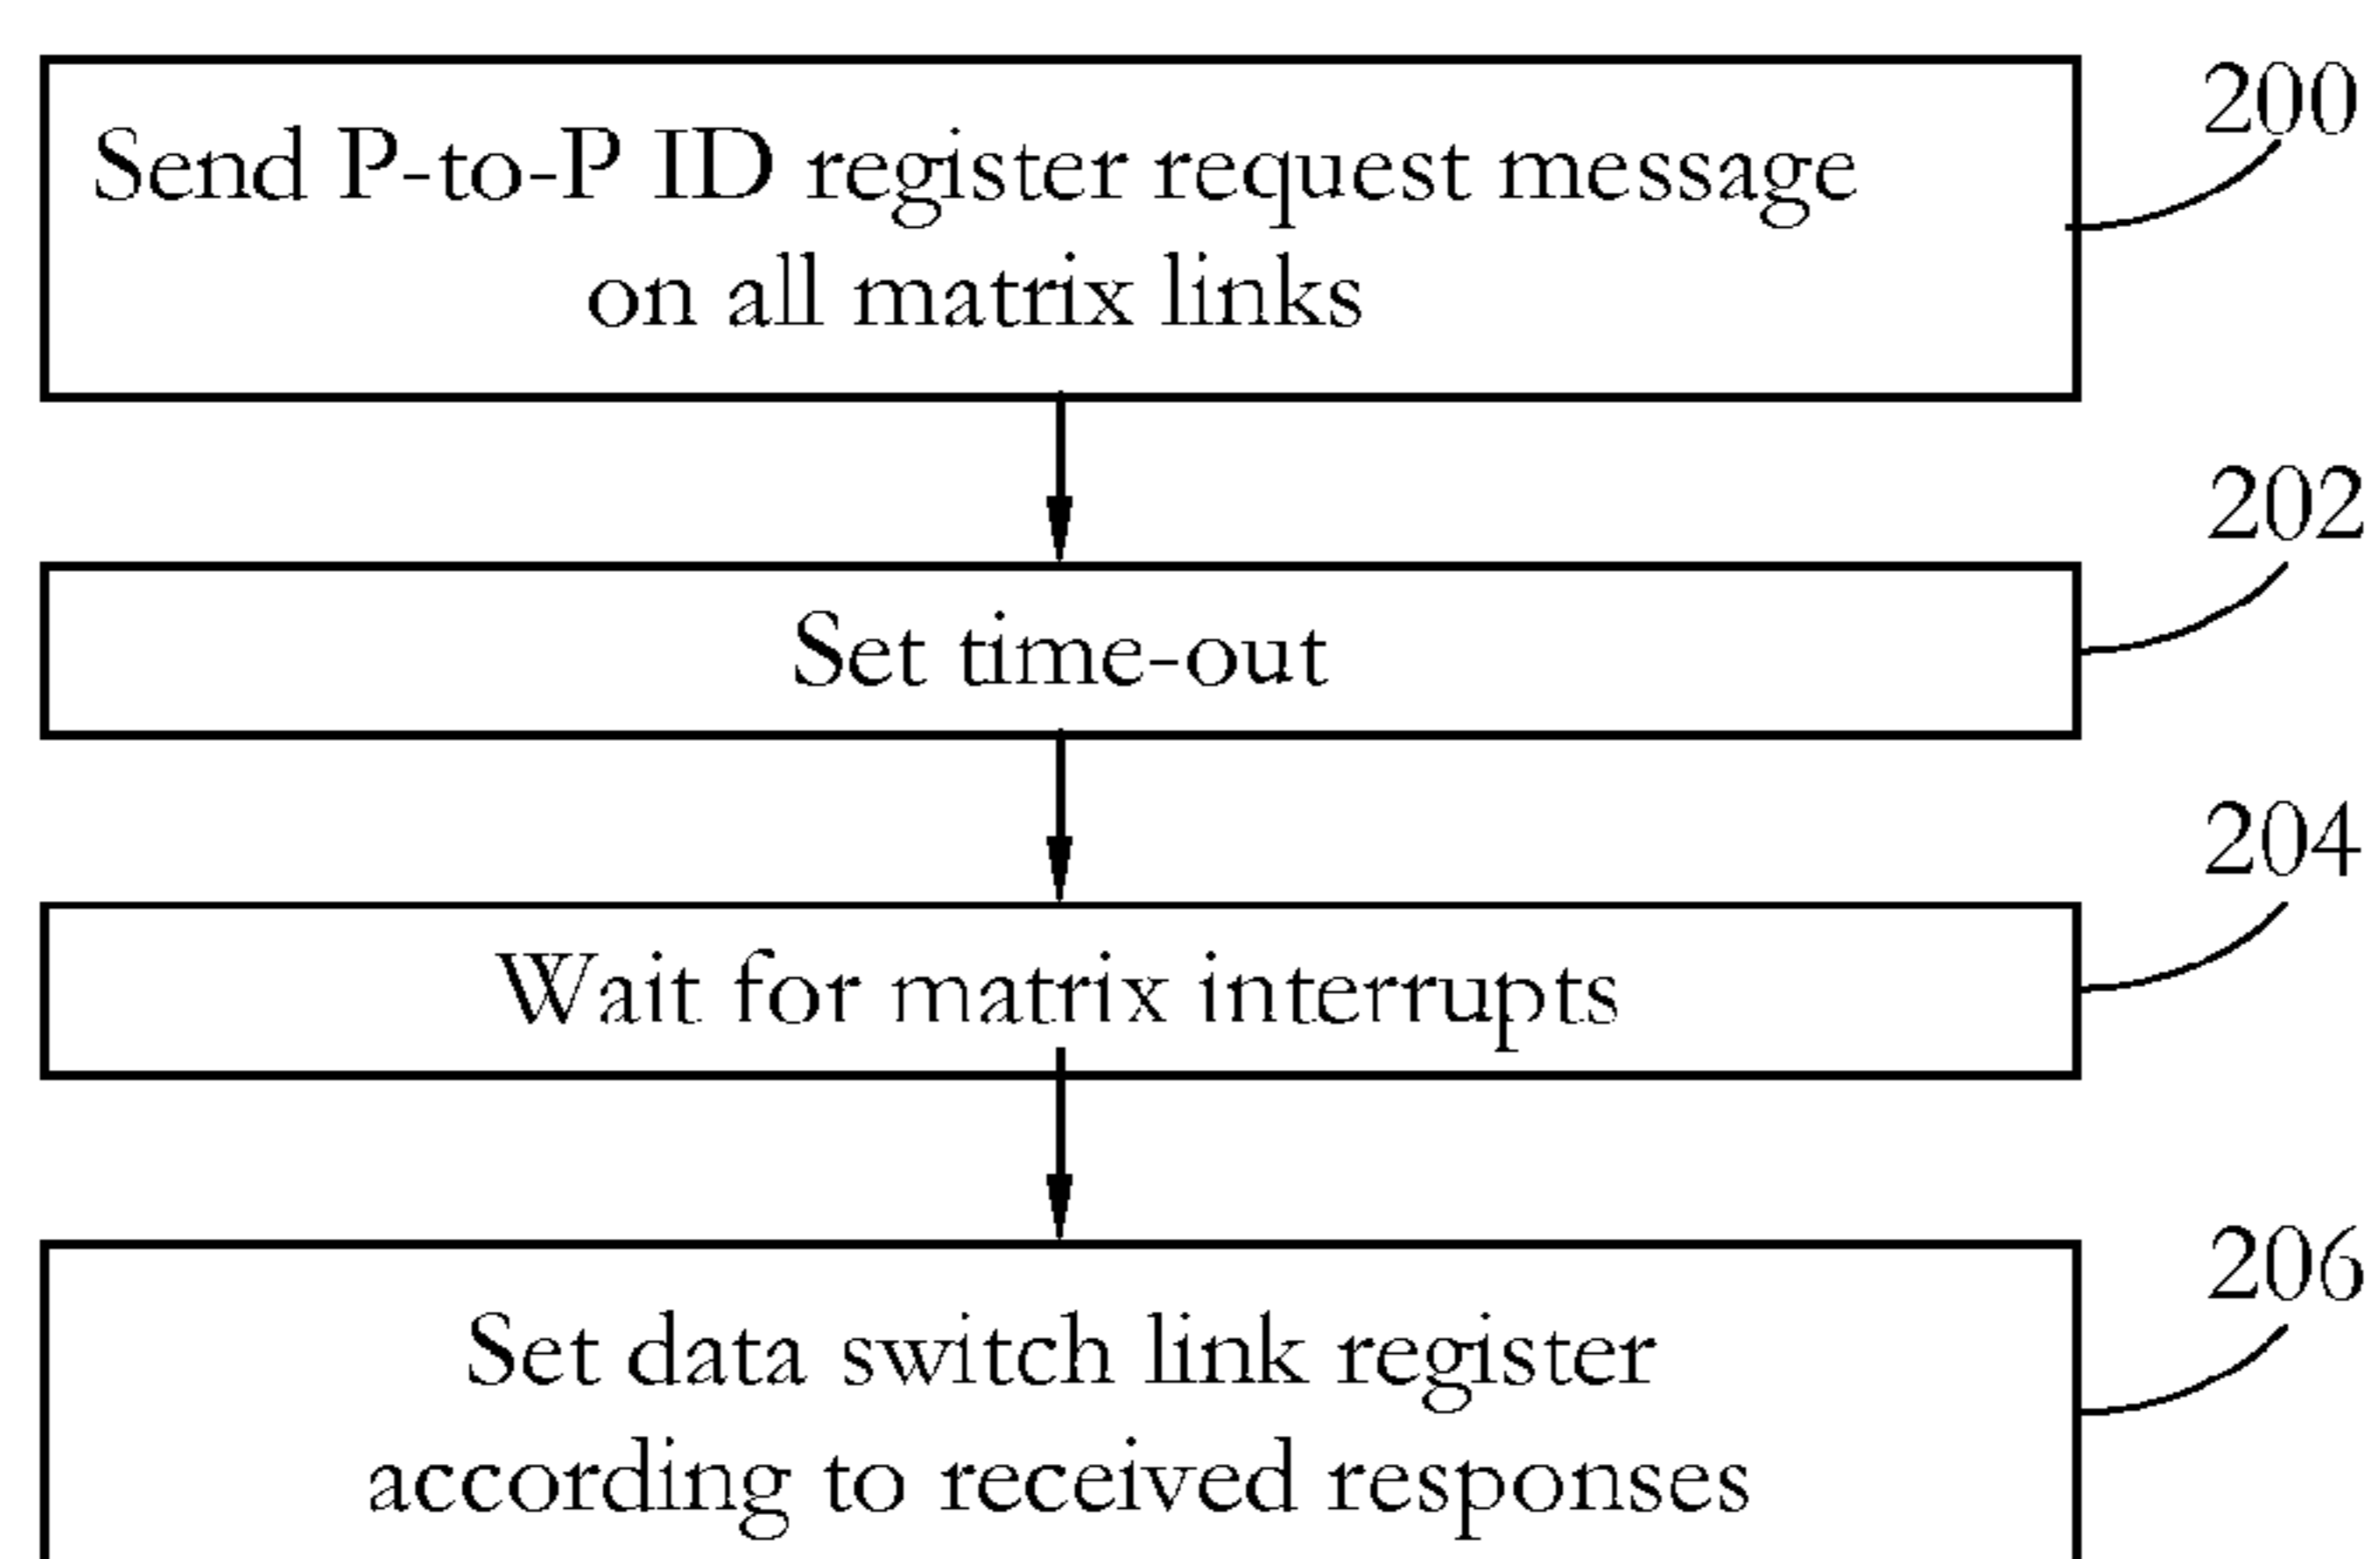 200
Send P-to-P ID register request message
on all matrix links
202
Set time-out
204
Wait for matrix interrupts
206
Set data switch link register
according to received responses